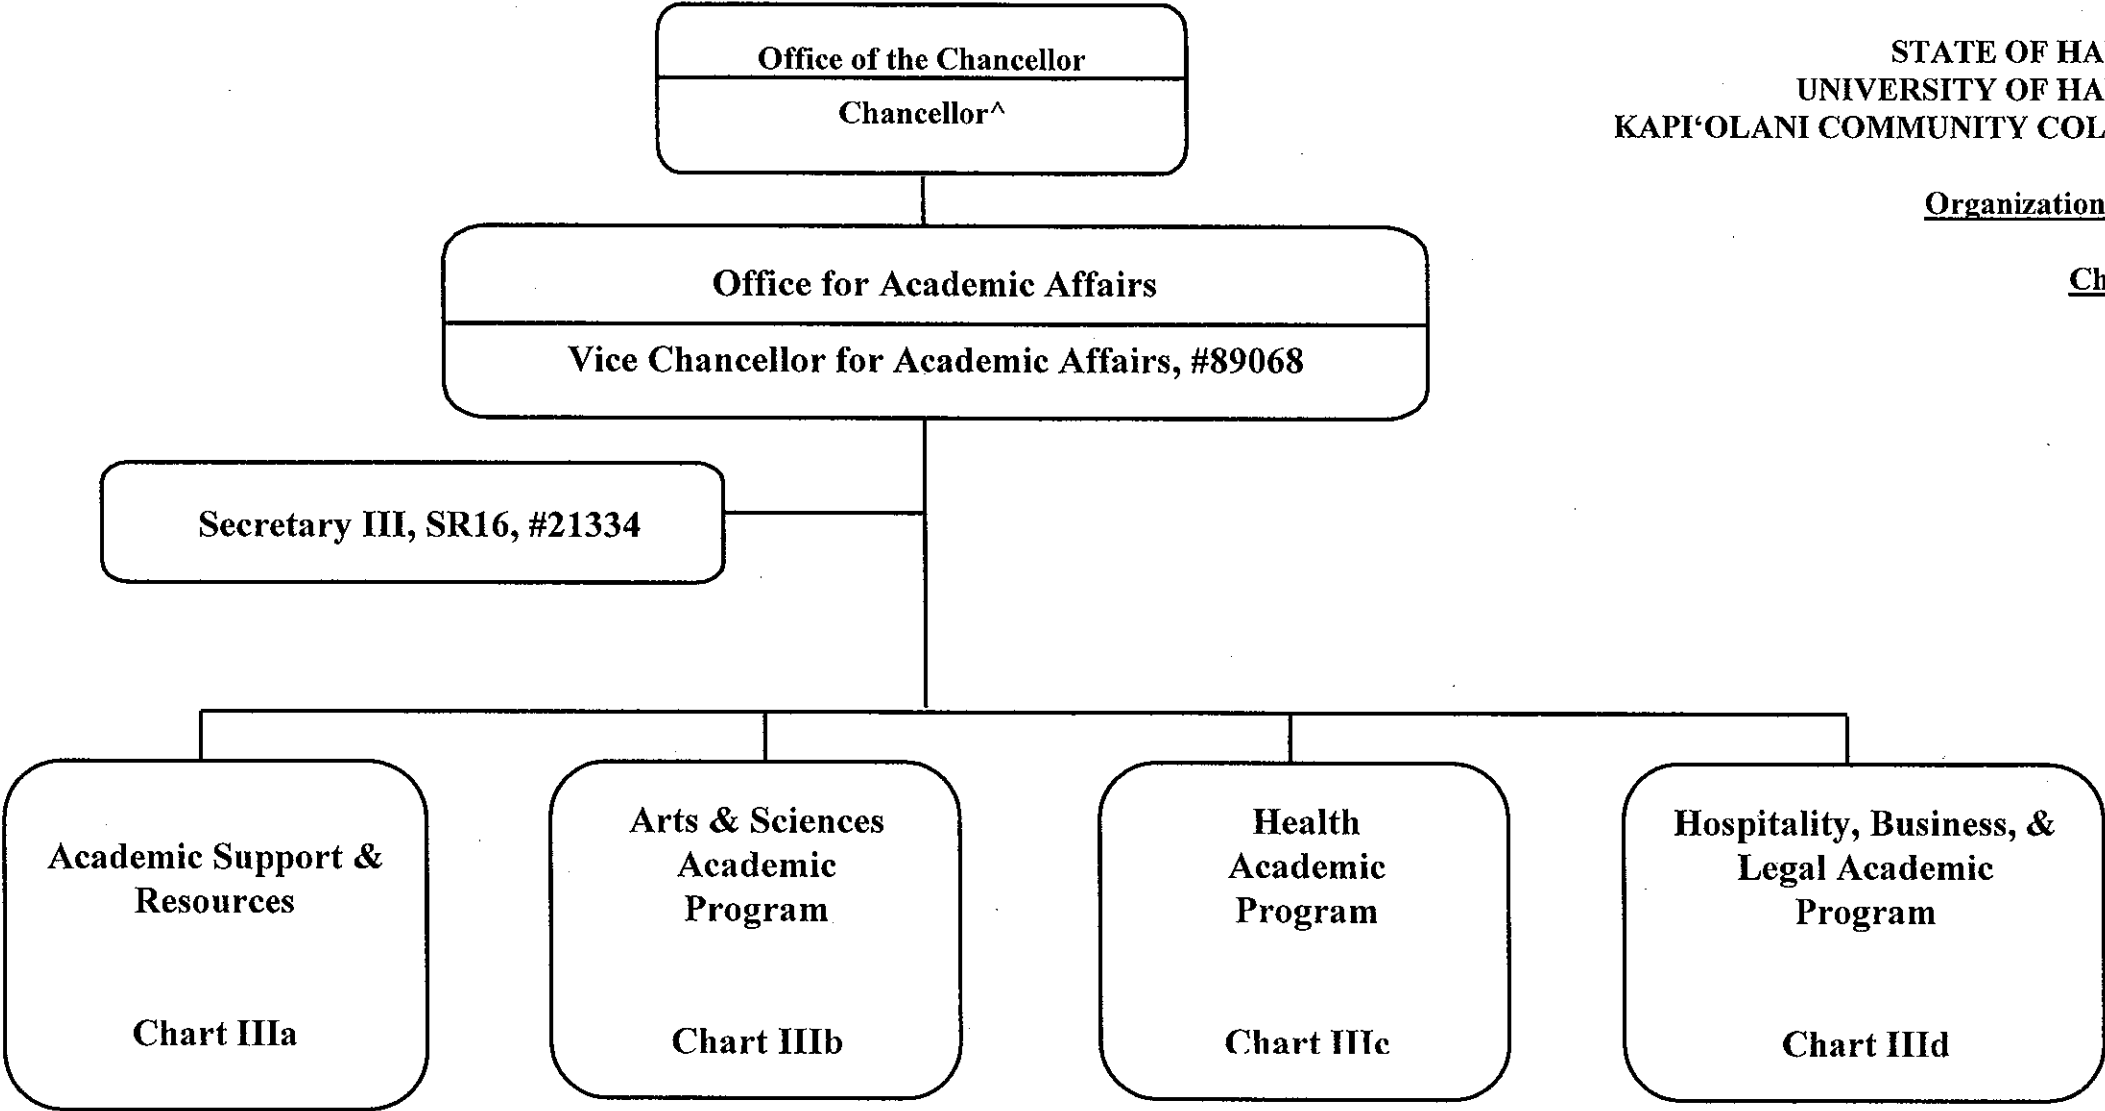 Office of the Chancellor
Chancellor^
STATE OF HA
UNIVERSITY OF HA
KAPI‘OLANI COMMUNITY COL
Organization
Ch
Office for Academic Affairs
Vice Chancellor for Academic Affairs, #89068
Secretary III, SR16, #21334
Academic Support &
Resources
Chart IIIa
Arts & Sciences
Academic
Program
Chart IIIb
Health
Academic
Program
Chart IIIc
Hospitality, Business, &
Legal Academic
Program
Chart IIId